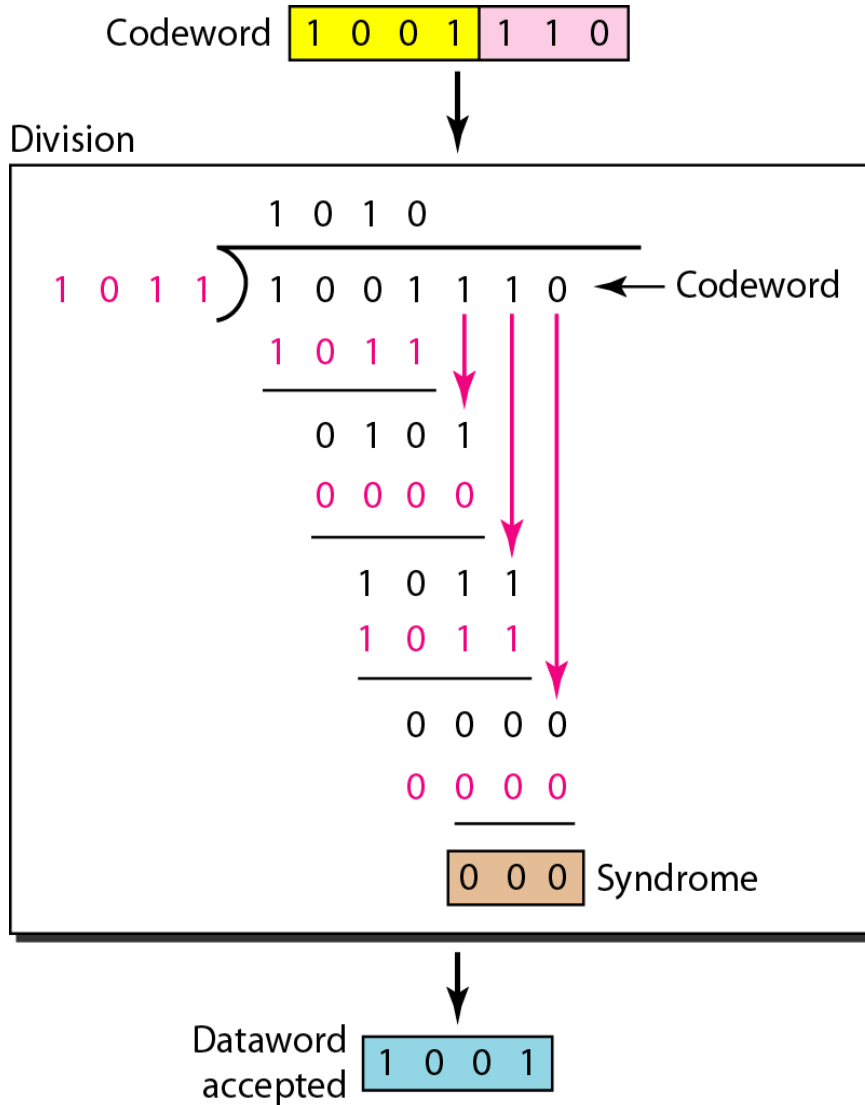 Codeword 1 0 0 1 1 1 0
Division
1 0 1 0
1 0 1 1 1 0 0 1 1 1 0 Codeword
1 0 1 1
0 1 0 1
0 0 0 0
1 0 1 1
1 0 1 1
0 0 0 0
0 0 0 0
0 0 0 Syndrome
Dataword
accepted 1 0 0 1